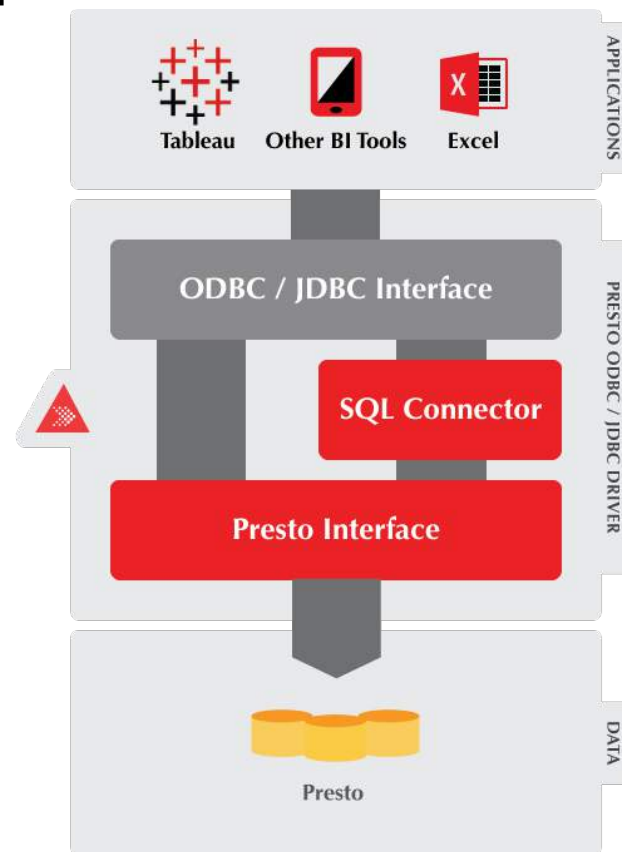 APPLICATIONS
X
Tableau
Other BI Tools
Excel
PRESTO ODBC / JDBC DRIVER
ODBC / JDBC Interface
SQL Connector
Presto Interface
DATA
Presto